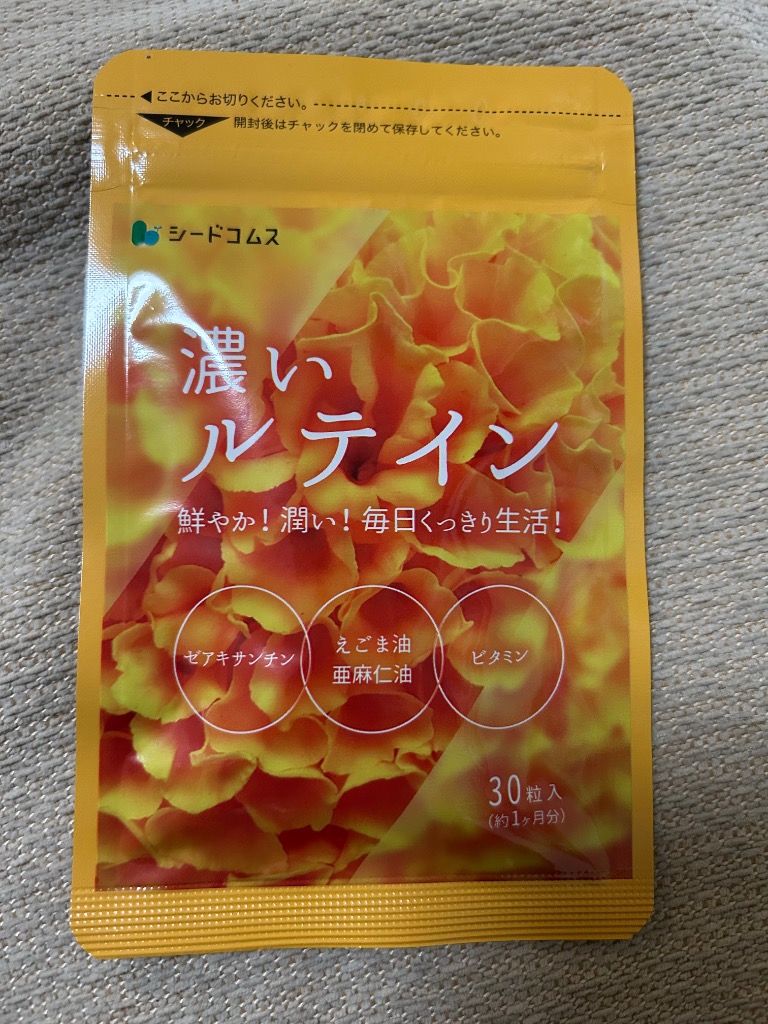 ◀ここからお切りください。
チャック 開封後はチャックを閉めて保存してください。
シードコムス
濃い
ルテイン
鮮やか！潤い！毎日くっきり生活！
ゼアキサンチン
えごま油
亜麻仁油
ビタミン
30粒入
(約1ヶ月分)